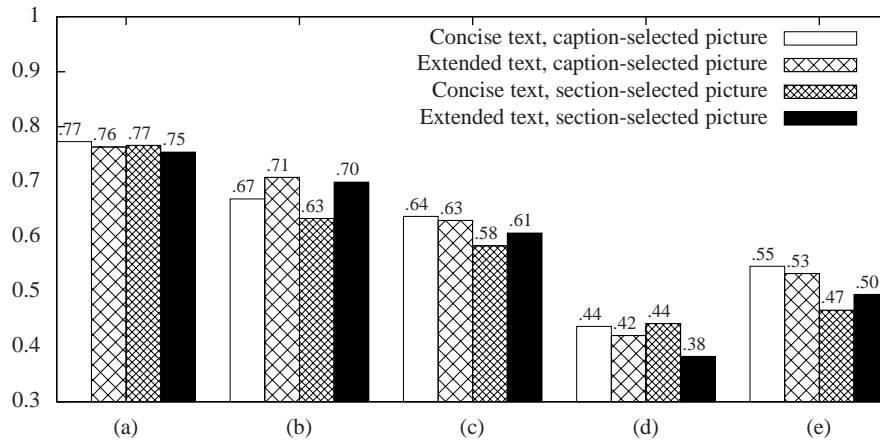 1
0.9
0.8
0.7
0.6
0.5
0.4
0.3
Concise text, caption-selected picture
Extended text, caption-selected picture
Concise text, section-selected picture
Extended text, section-selected picture
.77 .76 .77 .75
.67 .71 .63 .70
.64 .63 .58 .61
.44 .42 .44 .38
.55 .53 .47 .50
(a) (b) (c) (d) (e)